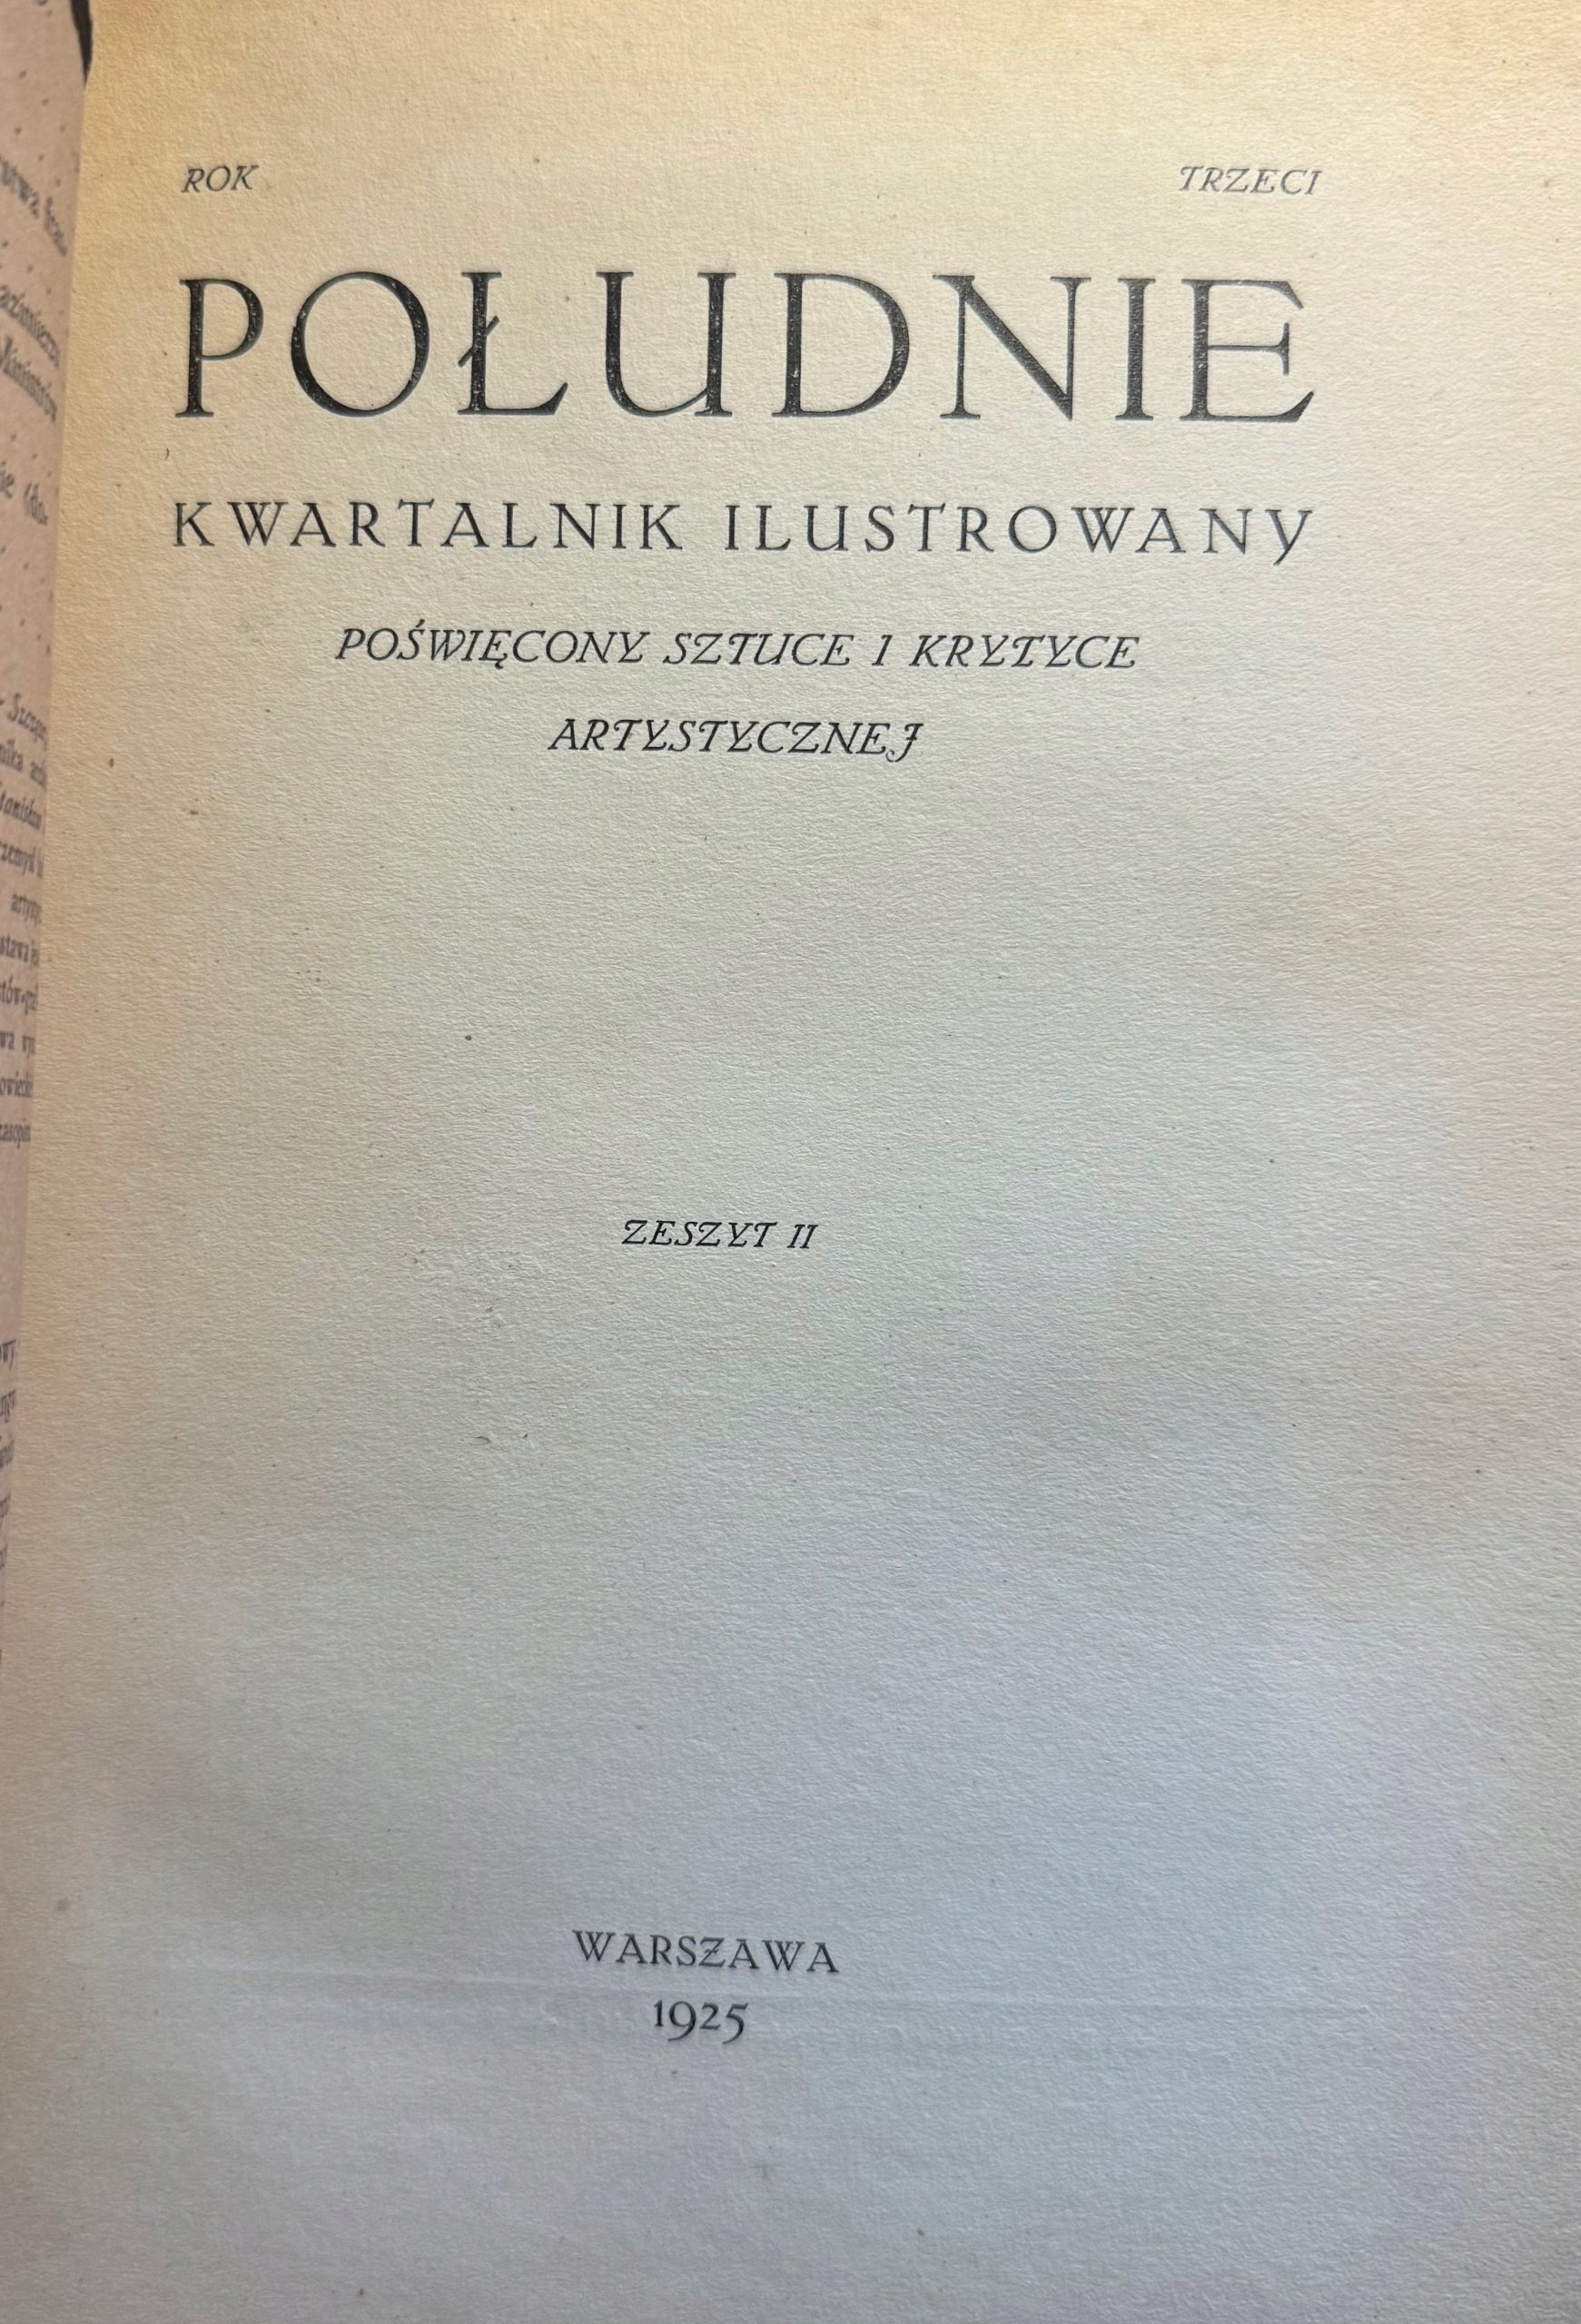 ROK TRZECI
POŁUDNIE
KWARTALNIK ILUSTROWANY
POŚWIĘCONY SZTUCE I KRYTYCE
ARTYSTYCZNEJ
ZESZYT II
WARSZAWA
1925